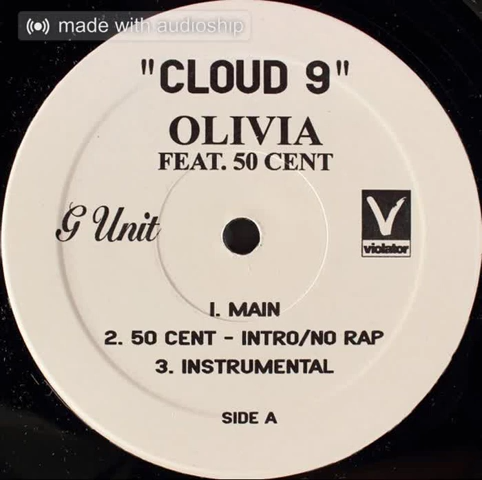 made with audioship
"CLOUD 9"
OLIVIA
FEAT. 50 CENT
G Unit
V
violator
1. MAIN
2. 50 CENT - INTRO/NO RAP
3. INSTRUMENTAL
SIDE A